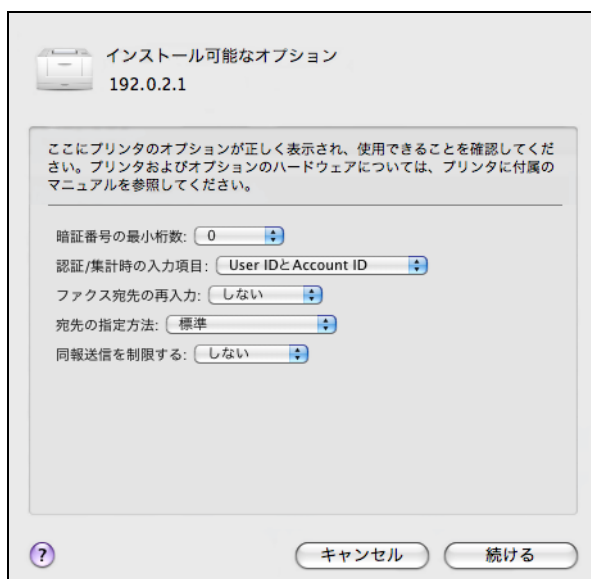 インストール可能なオプション
192.0.2.1
ここにプリンタのオプションが正しく表示され、使用できることを確認してくだ
さい。プリンタおよびオプションのハードウェアについては、プリンタに付属の
マニュアルを参照してください。
暗証番号の最小桁数: 0
認証/集計時の入力項目: User IDとAccount ID
ファクス宛先の再入力: しない
宛先の指定方法: 標準
同報送信を制限する: しない
?
キャンセル 続ける